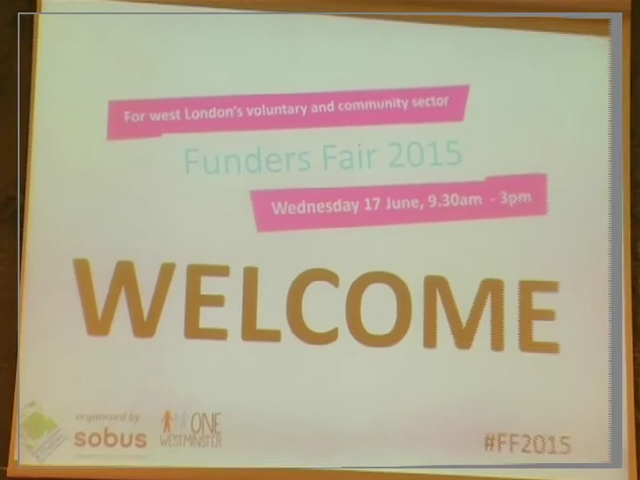 For west London's voluntary and community sector
Funders Fair 2015
Wednesday 17 June, 9.30am - 3pm
WELCOME
organised by
sobus
ONE
WESTMINSTER
#FF2015